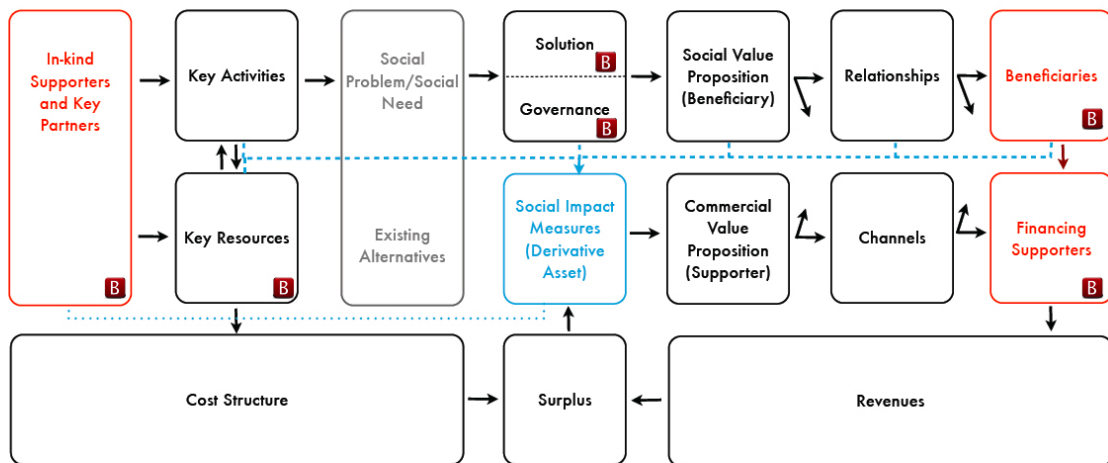 In-kind
Supporters
and Key
Partners
B
Key Activities
Key Resources
B
Social
Problem/Social
Need
Existing
Alternatives
Solution
B
Governance
B
Social Impact
Measures
(Derivative
Asset)
Social Value
Proposition
(Beneficiary)
Commercial
Value
Proposition
(Supporter)
Relationships
Channels
Beneficiaries
B
Financing
Supporters
B
Cost Structure
Surplus
Revenues